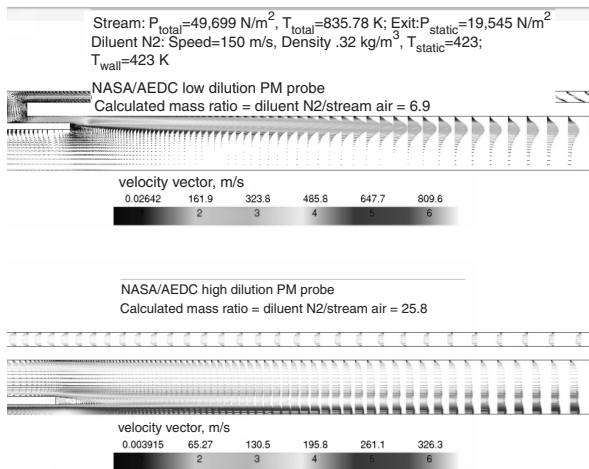 Stream: P_total=49,699 N/m², T_total=835.78 K; Exit:P_static=19,545 N/m²
Diluent N2: Speed=150 m/s, Density .32 kg/m³, T_static=423;
T_wall=423 K
NASA/AEDC low dilution PM probe
Calculated mass ratio = diluent N2/stream air = 6.9
velocity vector, m/s
0.02642 161.9 323.8 485.8 647.7 809.6
1 2 3 4 5 6
NASA/AEDC high dilution PM probe
Calculated mass ratio = diluent N2/stream air = 25.8
velocity vector, m/s
0.003915 65.27 130.5 195.8 261.1 326.3
2 3 4 5 6